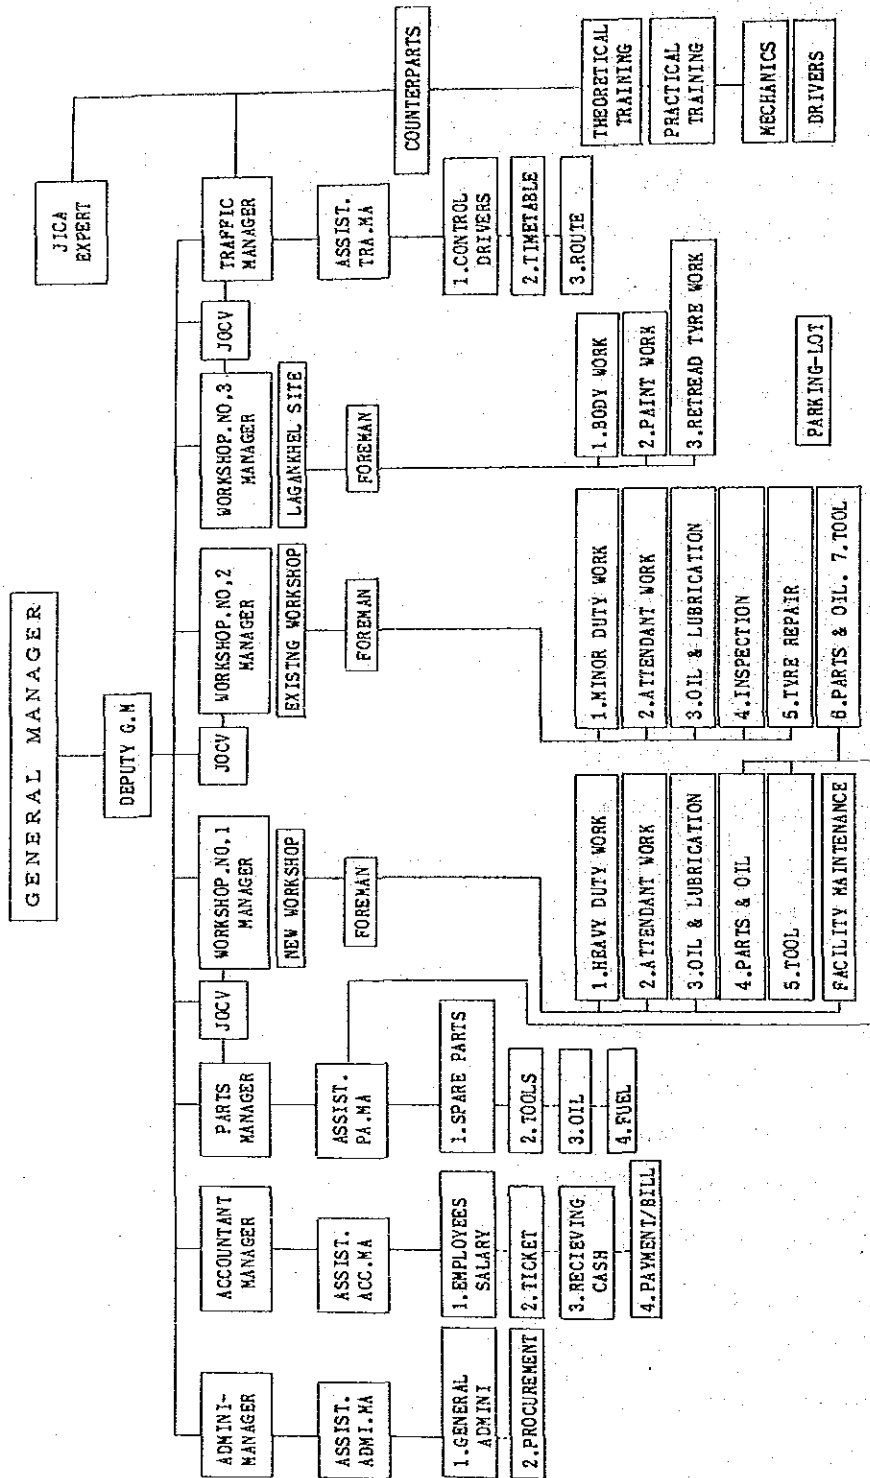 GENERAL MANAGER
DEPUTY G.M
JICA
EXPERT
ADMINI-
MANAGER
ACCOUNTANT
MANAGER
PARTS
MANAGER
JOCV
WORKSHOP.NO,1
MANAGER
JOCV
WORKSHOP.NO,2
MANAGER
WORKSHOP.NO,3
MANAGER
JOCV
TRAFFIC
MANAGER
NEW WORKSHOP
EXISTING WORKSHOP
LAGANKHEL SITE
ASSIST.
ADMI.MA
ASSIST.
ACC.MA
ASSIST.
PA.MA
FOREMAN
FOREMAN
FOREMAN
ASSIST.
TRA.MA
COUNTERPARTS
1.GENERAL
ADMINI
2.PROCUREMENT
1.EMPLOYEES
SALARY
2.TICKET
3.RECIEVING
CASH
4.PAYMENT/BILL
1.SPARE PARTS
2.TOOLS
3.OIL
4.FUEL
1.HEAVY DUTY WORK
2.ATTENDANT WORK
3.OIL & LUBRICATION
4.PARTS & OIL
5.TOOL
FACILITY MAINTENANCE
1.MINOR DUTY WORK
2.ATTENDANT WORK
3.OIL & LUBRICATION
4.INSPECTION
5.TYRE REPAIR
6.PARTS & OIL. 7.TOOL
1.BODY WORK
2.PAINT WORK
3.RETREAD TYRE WORK
PARKING-LOT
1.CONTROL
DRIVERS
2.TIMETABLE
3.ROUTE
THEORETICAL
TRAINING
PRACTICAL
TRAINING
MECHANICS
DRIVERS